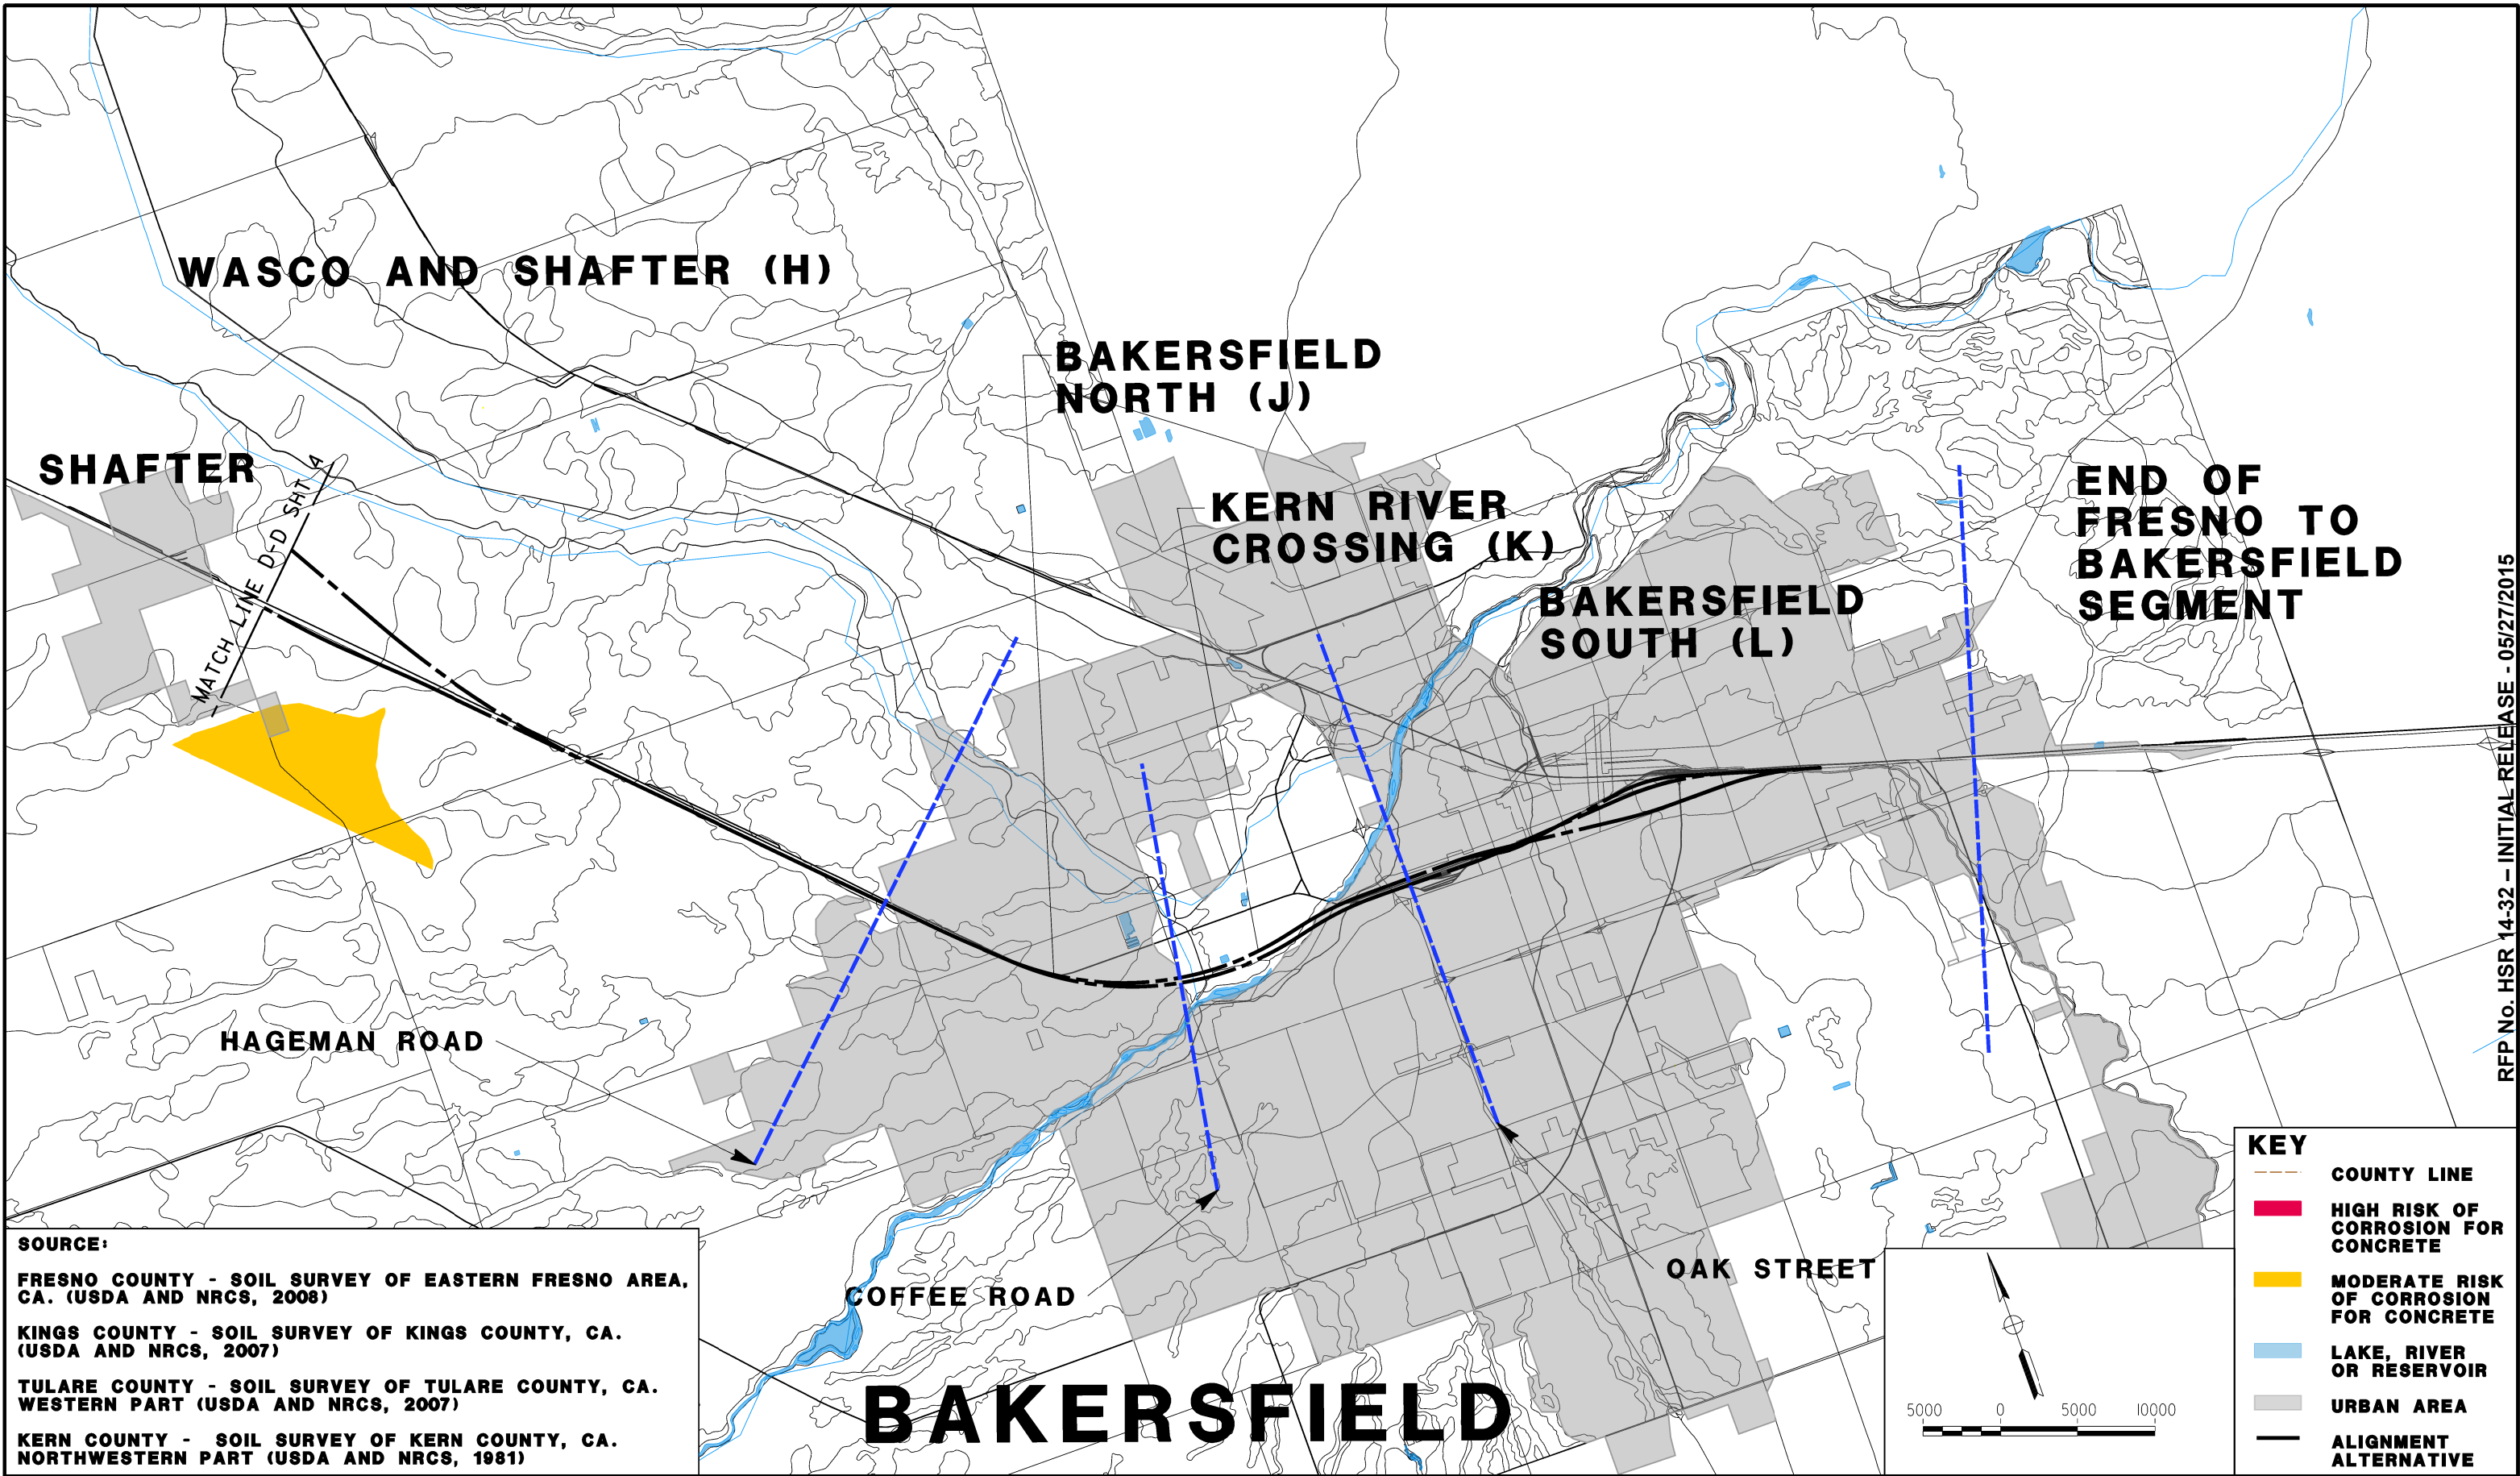 WASCO AND SHAFTER (H)
BAKERSFIELD
NORTH (J)
SHAFTER
MATCH LINE D-D SHT 4
KERN RIVER
CROSSING (K)
BAKERSFIELD
SOUTH (L)
END OF
FRESNO TO
BAKERSFIELD
SEGMENT
HAGEMAN ROAD
COFFEE ROAD
OAK STREET
BAKERSFIELD
RFP No. HSR 14-32 – INITIAL RELEASE - 05/27/2015
SOURCE:
FRESNO COUNTY - SOIL SURVEY OF EASTERN FRESNO AREA,
CA. (USDA AND NRCS, 2008)
KINGS COUNTY - SOIL SURVEY OF KINGS COUNTY, CA.
(USDA AND NRCS, 2007)
TULARE COUNTY - SOIL SURVEY OF TULARE COUNTY, CA.
WESTERN PART (USDA AND NRCS, 2007)
KERN COUNTY - SOIL SURVEY OF KERN COUNTY, CA.
NORTHWESTERN PART (USDA AND NRCS, 1981)
5000 0 5000 10000
KEY
COUNTY LINE
HIGH RISK OF
CORROSION FOR
CONCRETE
MODERATE RISK
OF CORROSION
FOR CONCRETE
LAKE, RIVER
OR RESERVOIR
URBAN AREA
ALIGNMENT
ALTERNATIVE